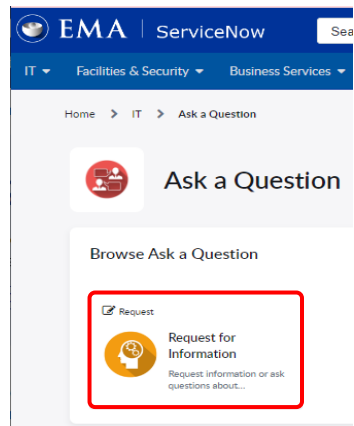 EMA | ServiceNow
Sea
IT Facilities & Security Business Services
Home > IT > Ask a Question
Ask a Question
Browse Ask a Question
Request
Request for
Information
Request information or ask
questions about...